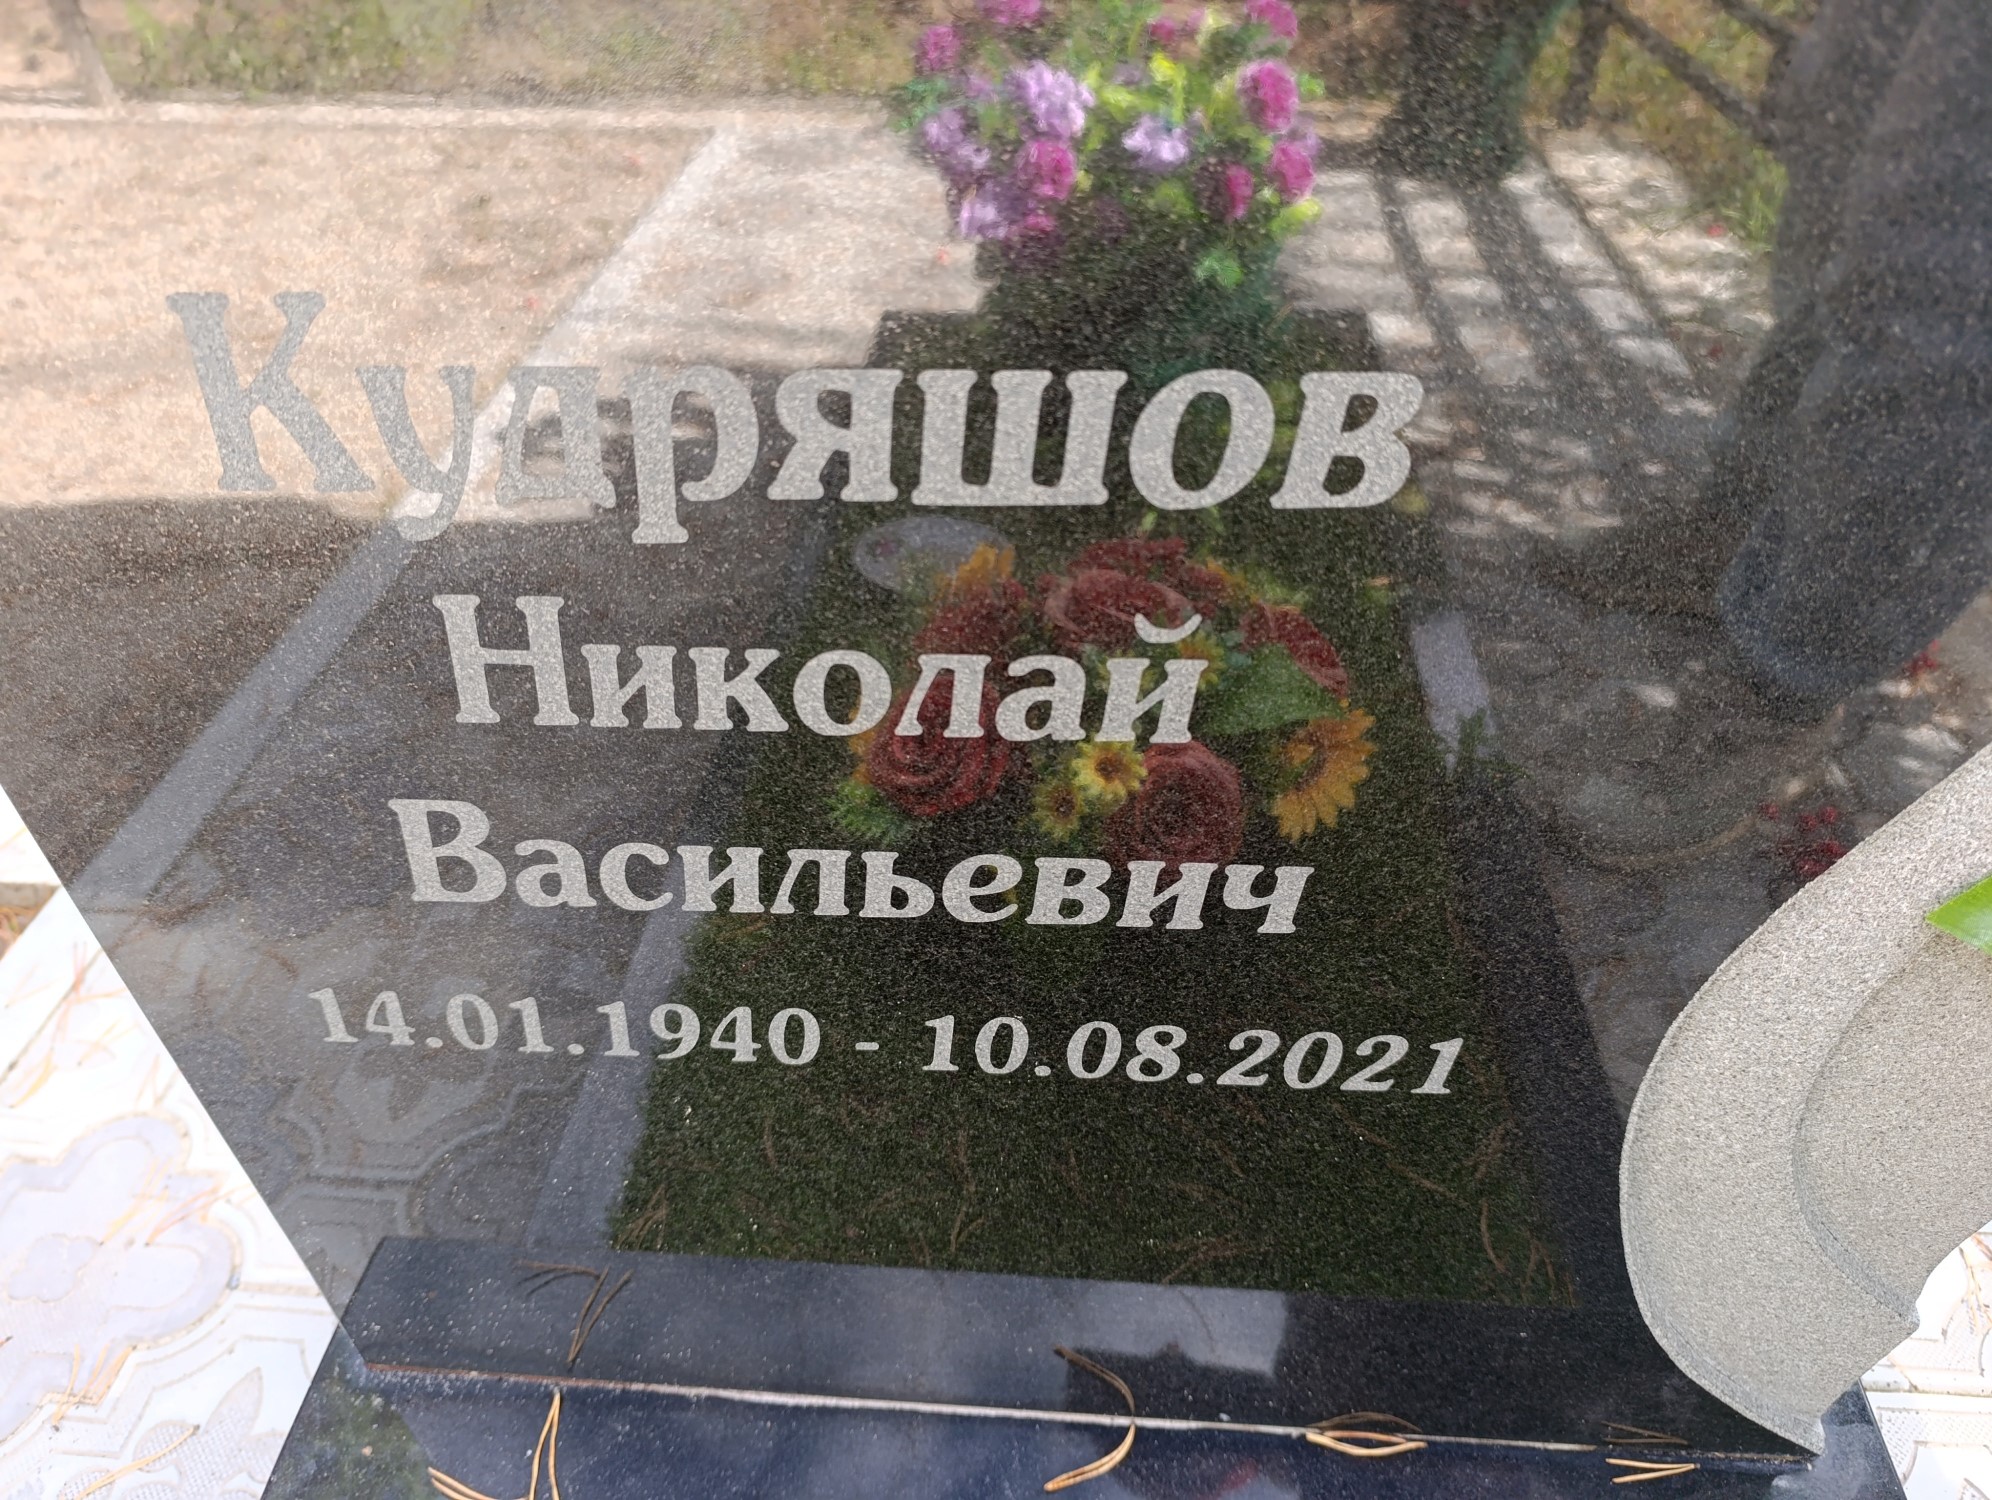 Кудряшов
Николай
Васильевич
14.01.1940 - 10.08.2021